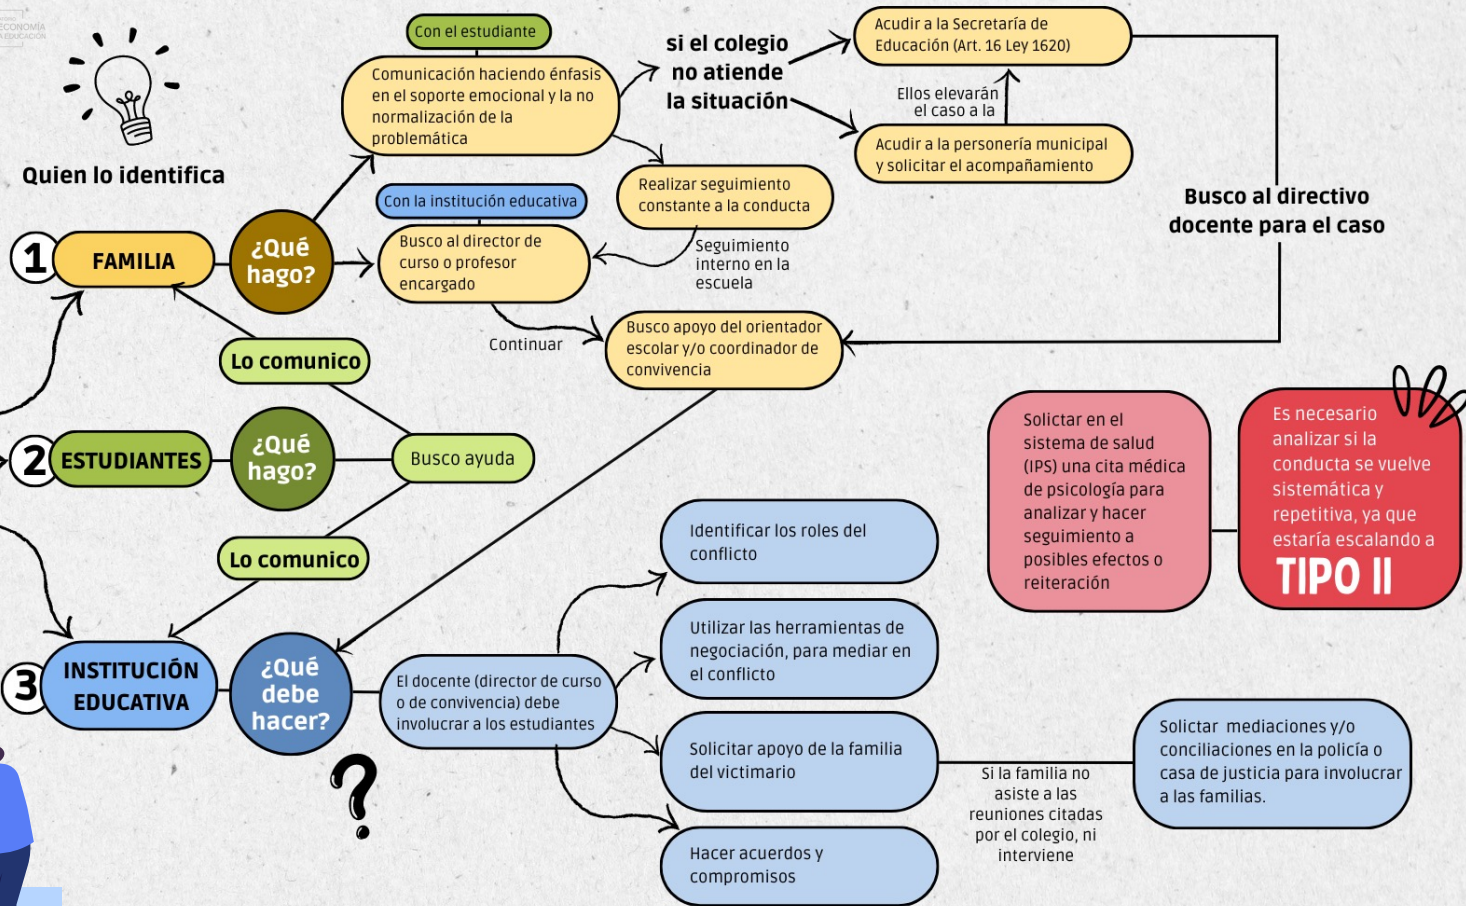 ECONOMÍA
Quien lo identifica
1
FAMILIA
¿Qué
hago?
Con el estudiante
Comunicación haciendo énfasis
en el soporte emocional y la no
normalización de la
problemática
si el colegio
no atiende
la situación
Acudir a la Secretaría de
Educación (Art. 16 Ley 1620)
Ellos elevarán
el caso a la
Acudir a la personería municipal
y solicitar el acompañamiento
Realizar seguimiento
constante a la conducta
Con la institución educativa
Busco al director de
curso o profesor
encargado
Seguimiento
interno en la
escuela
Busco al directivo
docente para el caso
Continuar
Busco apoyo del orientador
escolar y/o coordinador de
convivencia
Lo comunico
2
ESTUDIANTES
¿Qué
hago?
Busco ayuda
Lo comunico
Solictar en el
sistema de salud
(IPS) una cita médica
de psicología para
analizar y hacer
seguimiento a
posibles efectos o
reiteración
Es necesario
analizar si la
conducta se vuelve
sistemática y
repetitiva, ya que
estaría escalando a
TIPO II
3
INSTITUCIÓN
EDUCATIVA
¿Qué
debe
hacer?
?
El docente (director de curso
o de convivencia) debe
involucrar a los estudiantes
Identificar los roles del
conflicto
Utilizar las herramientas de
negociación, para mediar en
el conflicto
Solicitar apoyo de la familia
del victimario
Si la familia no
asiste a las
reuniones citadas
por el colegio, ni
interviene
Solictar mediaciones y/o
conciliaciones en la policía o
casa de justicia para involucrar
a las familias.
Hacer acuerdos y
compromisos